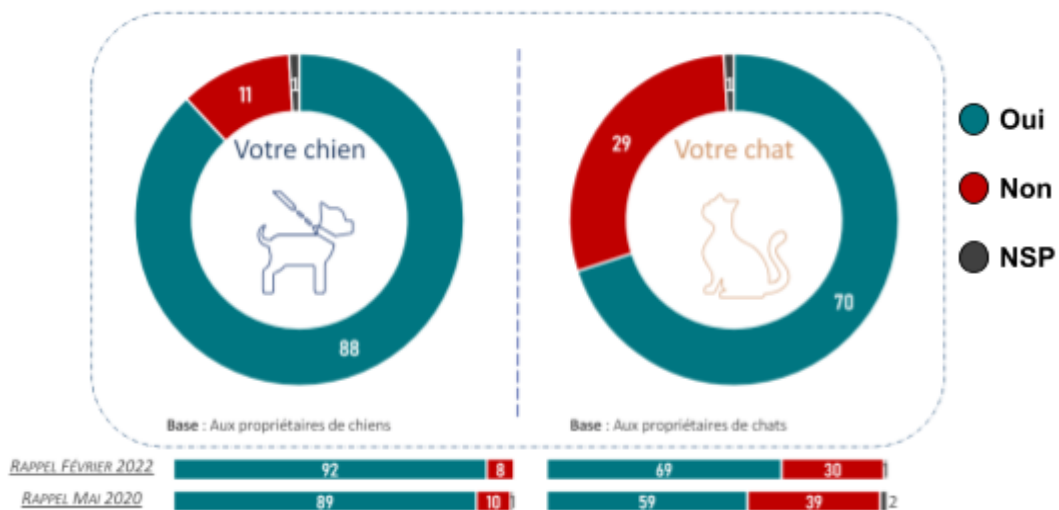 11
1
Votre chien
88
29
1
Votre chat
70
Oui
Non
NSP
Base : Aux propriétaires de chiens
Base : Aux propriétaires de chats
RAPPEL FÉVRIER 2022
92
8
69
30
1
RAPPEL MAI 2020
89
10
1
59
39
2